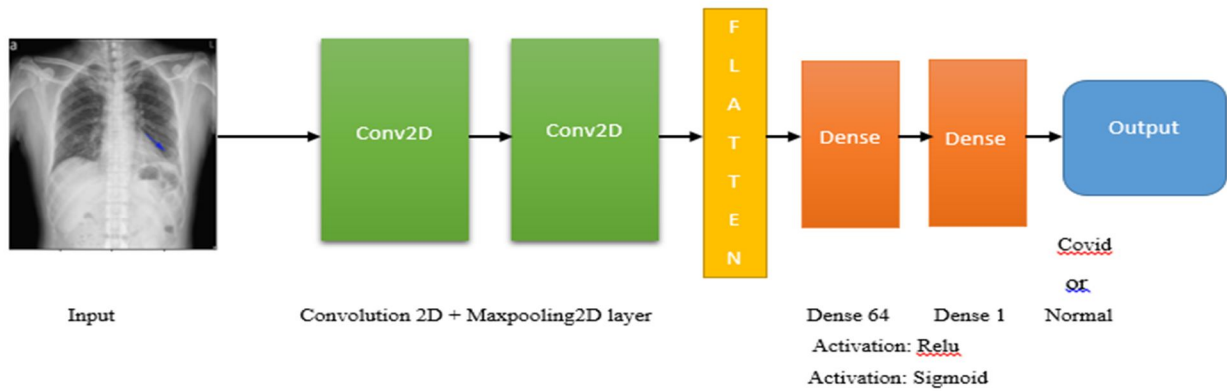 a
L
Conv2D
Conv2D
F
L
A
T
T
E
N
Dense
Dense
Output
Covid
or
Normal
Input
Convolution 2D + Maxpooling2D layer
Dense 64
Dense 1
Activation: Relu
Activation: Sigmoid